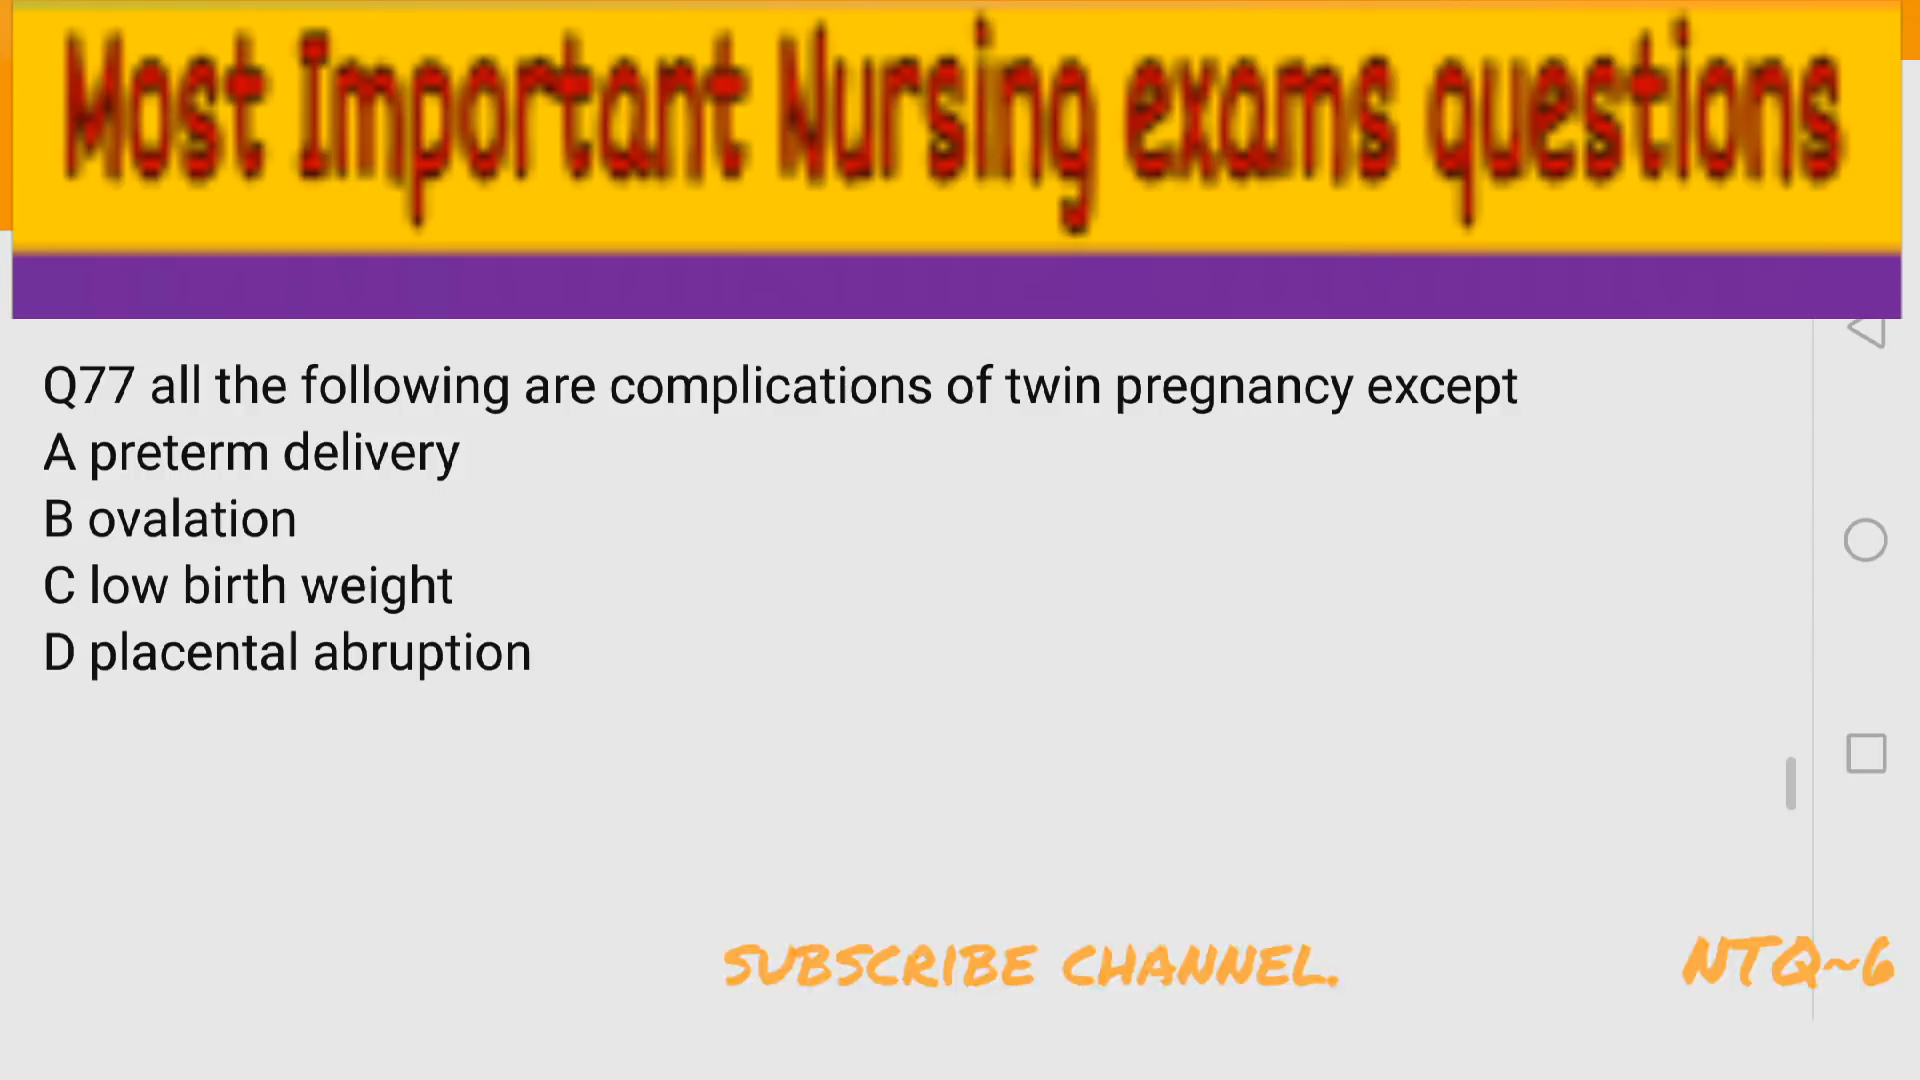 Most Important Nursing exams questions
Q77 all the following are complications of twin pregnancy except
A preterm delivery
B ovalation
C low birth weight
D placental abruption
SUBSCRIBE CHANNEL.
NTQ~6